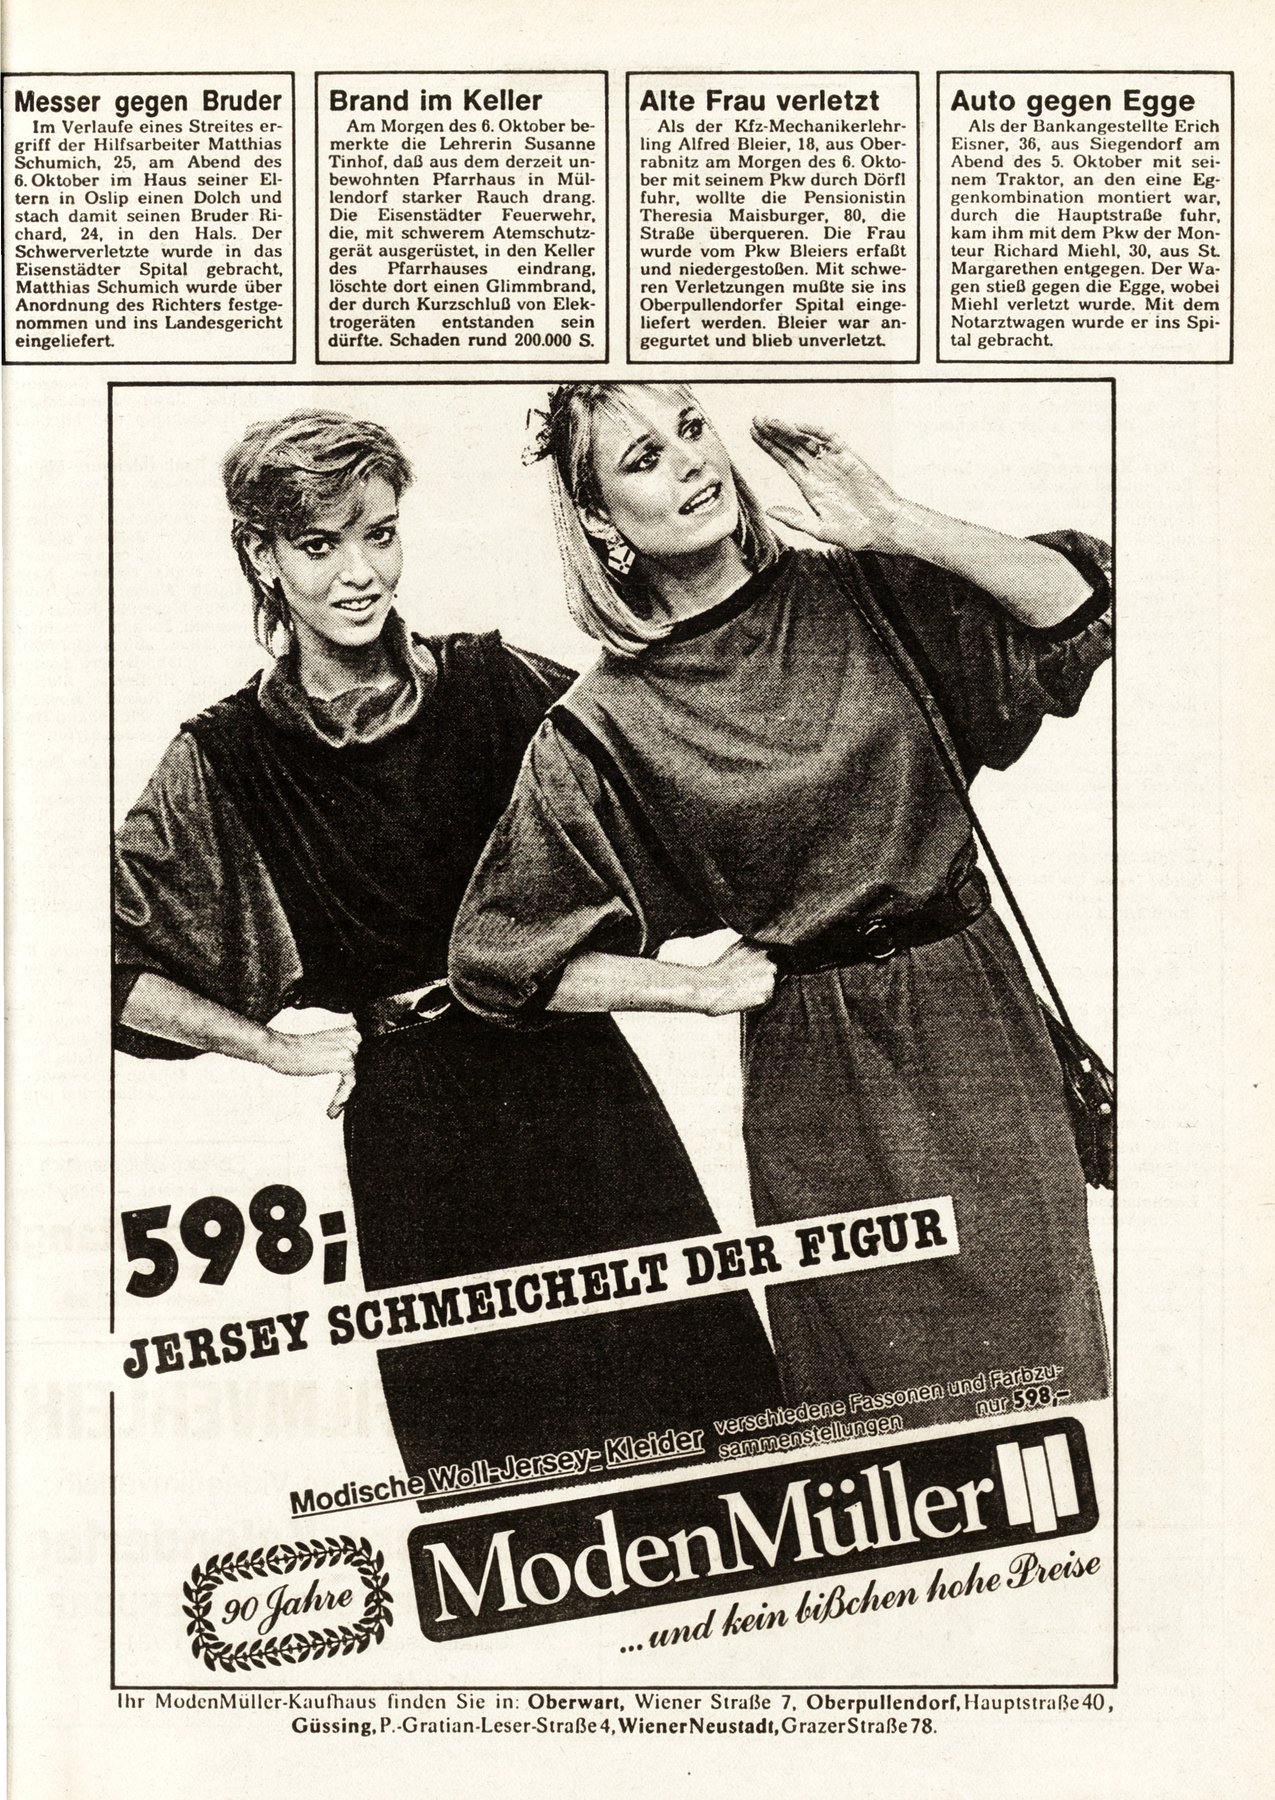 Messer gegen Bruder
Im Verlaufe eines Streites er-
griff der Hilfsarbeiter Matthias
Schumich, 25, am Abend des
6. Oktober im Haus seiner El-
tern in Oslip einen Dolch und
stach damit seinen Bruder Ri-
chard, 24, in den Hals. Der
Schwerverletzte wurde in das
Eisenstädter Spital gebracht,
Matthias Schumich wurde über
Anordnung des Richters festge-
nommen und ins Landesgericht
eingeliefert.
Brand im Keller
Am Morgen des 6. Oktober be-
merkte die Lehrerin Susanne
Tinhof, daß aus dem derzeit un-
bewohnten Pfarrhaus in Mül-
lendorf starker Rauch drang.
Die Eisenstädter Feuerwehr,
die, mit schwerem Atemschutz-
gerät ausgerüstet, in den Keller
des Pfarrhauses eindrang,
löschte dort einen Glimmbrand,
der durch Kurzschluß von Elek-
trogeräten entstanden sein
dürfte. Schaden rund 200.000 S.
Alte Frau verletzt
Als der Kfz-Mechanikerlehr-
ling Alfred Bleier, 18, aus Ober-
rabnitz am Morgen des 6. Okto-
ber mit seinem Pkw durch Dörfl
fuhr, wollte die Pensionistin
Theresia Maisburger, 80, die
Straße überqueren. Die Frau
wurde vom Pkw Bleiers erfaßt
und niedergestoßen. Mit schwe-
ren Verletzungen mußte sie ins
Oberpullendorfer Spital einge-
liefert werden. Bleier war an-
gegurtet und blieb unverletzt.
Auto gegen Egge
Als der Bankangestellte Erich
Eisner, 36, aus Siegendorf am
Abend des 5. Oktober mit sei-
nem Traktor, an den eine Eg-
genkombination montiert war,
durch die Hauptstraße fuhr,
kam ihm mit dem Pkw der Mon-
teur Richard Miehl, 30, aus St.
Margarethen entgegen. Der Wa-
gen stieß gegen die Egge, wobei
Miehl verletzt wurde. Mit dem
Notarztwagen wurde er ins Spi-
tal gebracht.
598,-
JERSEY SCHMEICHELT DER FIGUR
Modische Woll-Jersey-Kleider
verschiedene Fassonen und Farbzu-
sammenstellungen nur 598,-
ModenMüller
90 Jahre
...und kein bißchen hohe Preise
Ihr ModenMüller-Kaufhaus finden Sie in: Oberwart, Wiener Straße 7, Oberpullendorf, Hauptstraße 40,
Güssing, P.-Gratian-Leser-Straße 4, Wiener Neustadt, Grazer Straße 78.